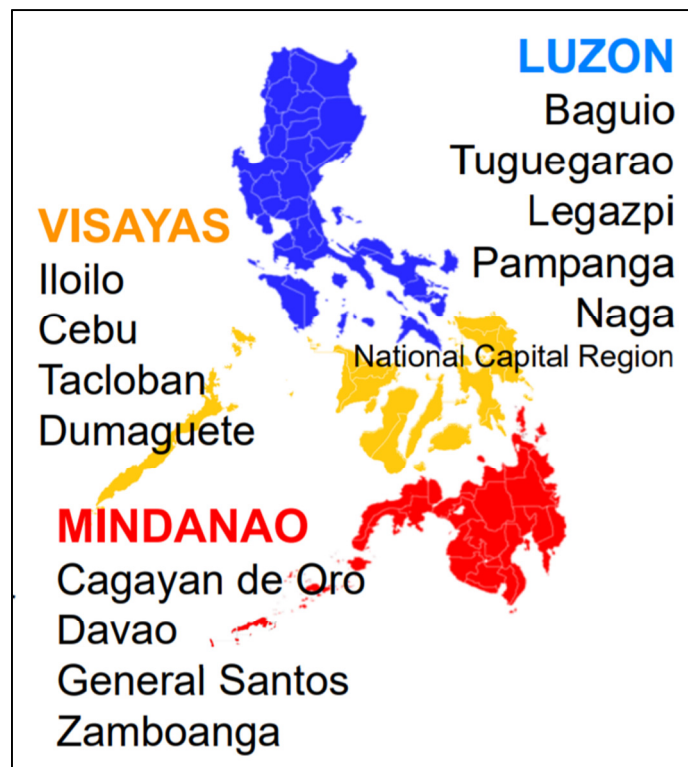 LUZON
Baguio
Tuguegarao
Legazpi
Pampanga
Naga
National Capital Region
VISAYAS
Iloilo
Cebu
Tacloban
Dumaguete
MINDANAO
Cagayan de Oro
Davao
General Santos
Zamboanga